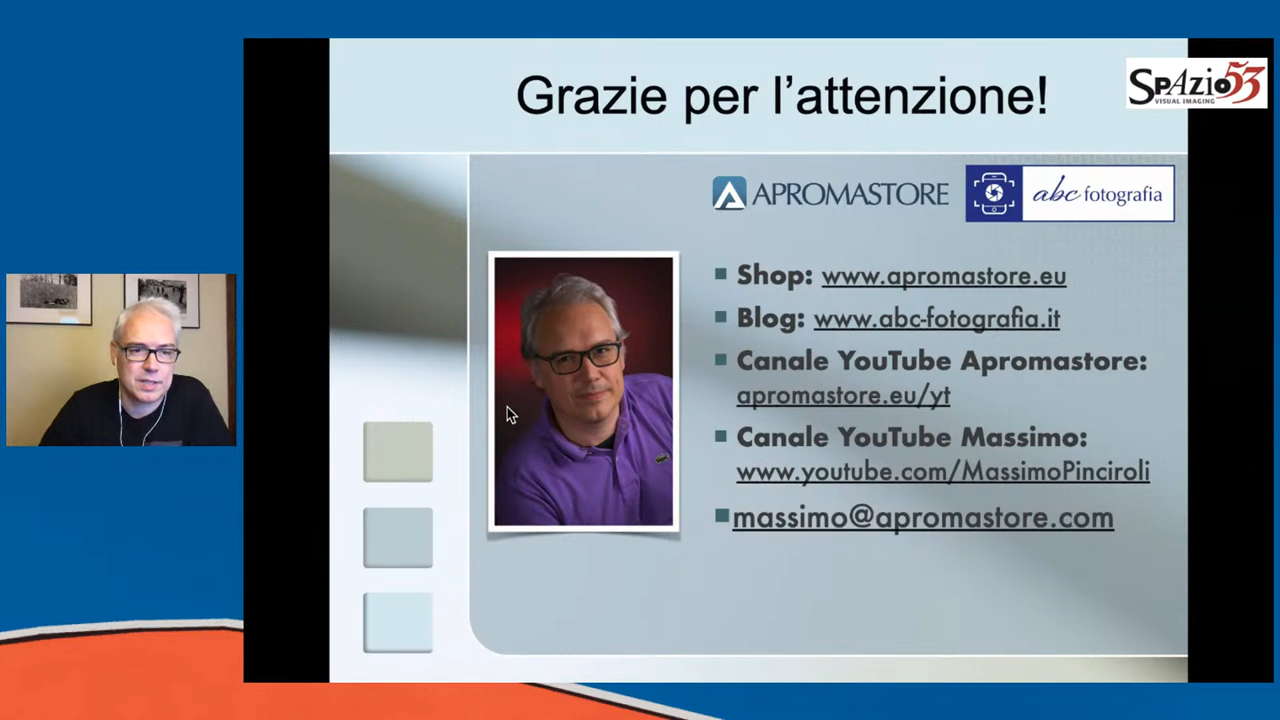 Grazie per l’attenzione!
SPAZIO53
VISUAL IMAGING
APROMASTORE
abc fotografia
Shop: www.apromastore.eu
Blog: www.abc-fotografia.it
Canale YouTube Apromastore:
apromastore.eu/yt
Canale YouTube Massimo:
www.youtube.com/MassimoPinciroli
massimo@apromastore.com